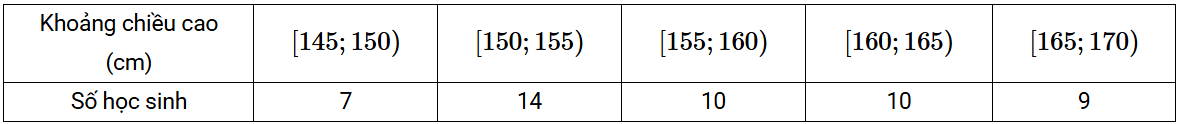 Khoảng chiều cao (cm) [145; 150) [150; 155) [155; 160) [160; 165) [165; 170)
Số học sinh 7 14 10 10 9